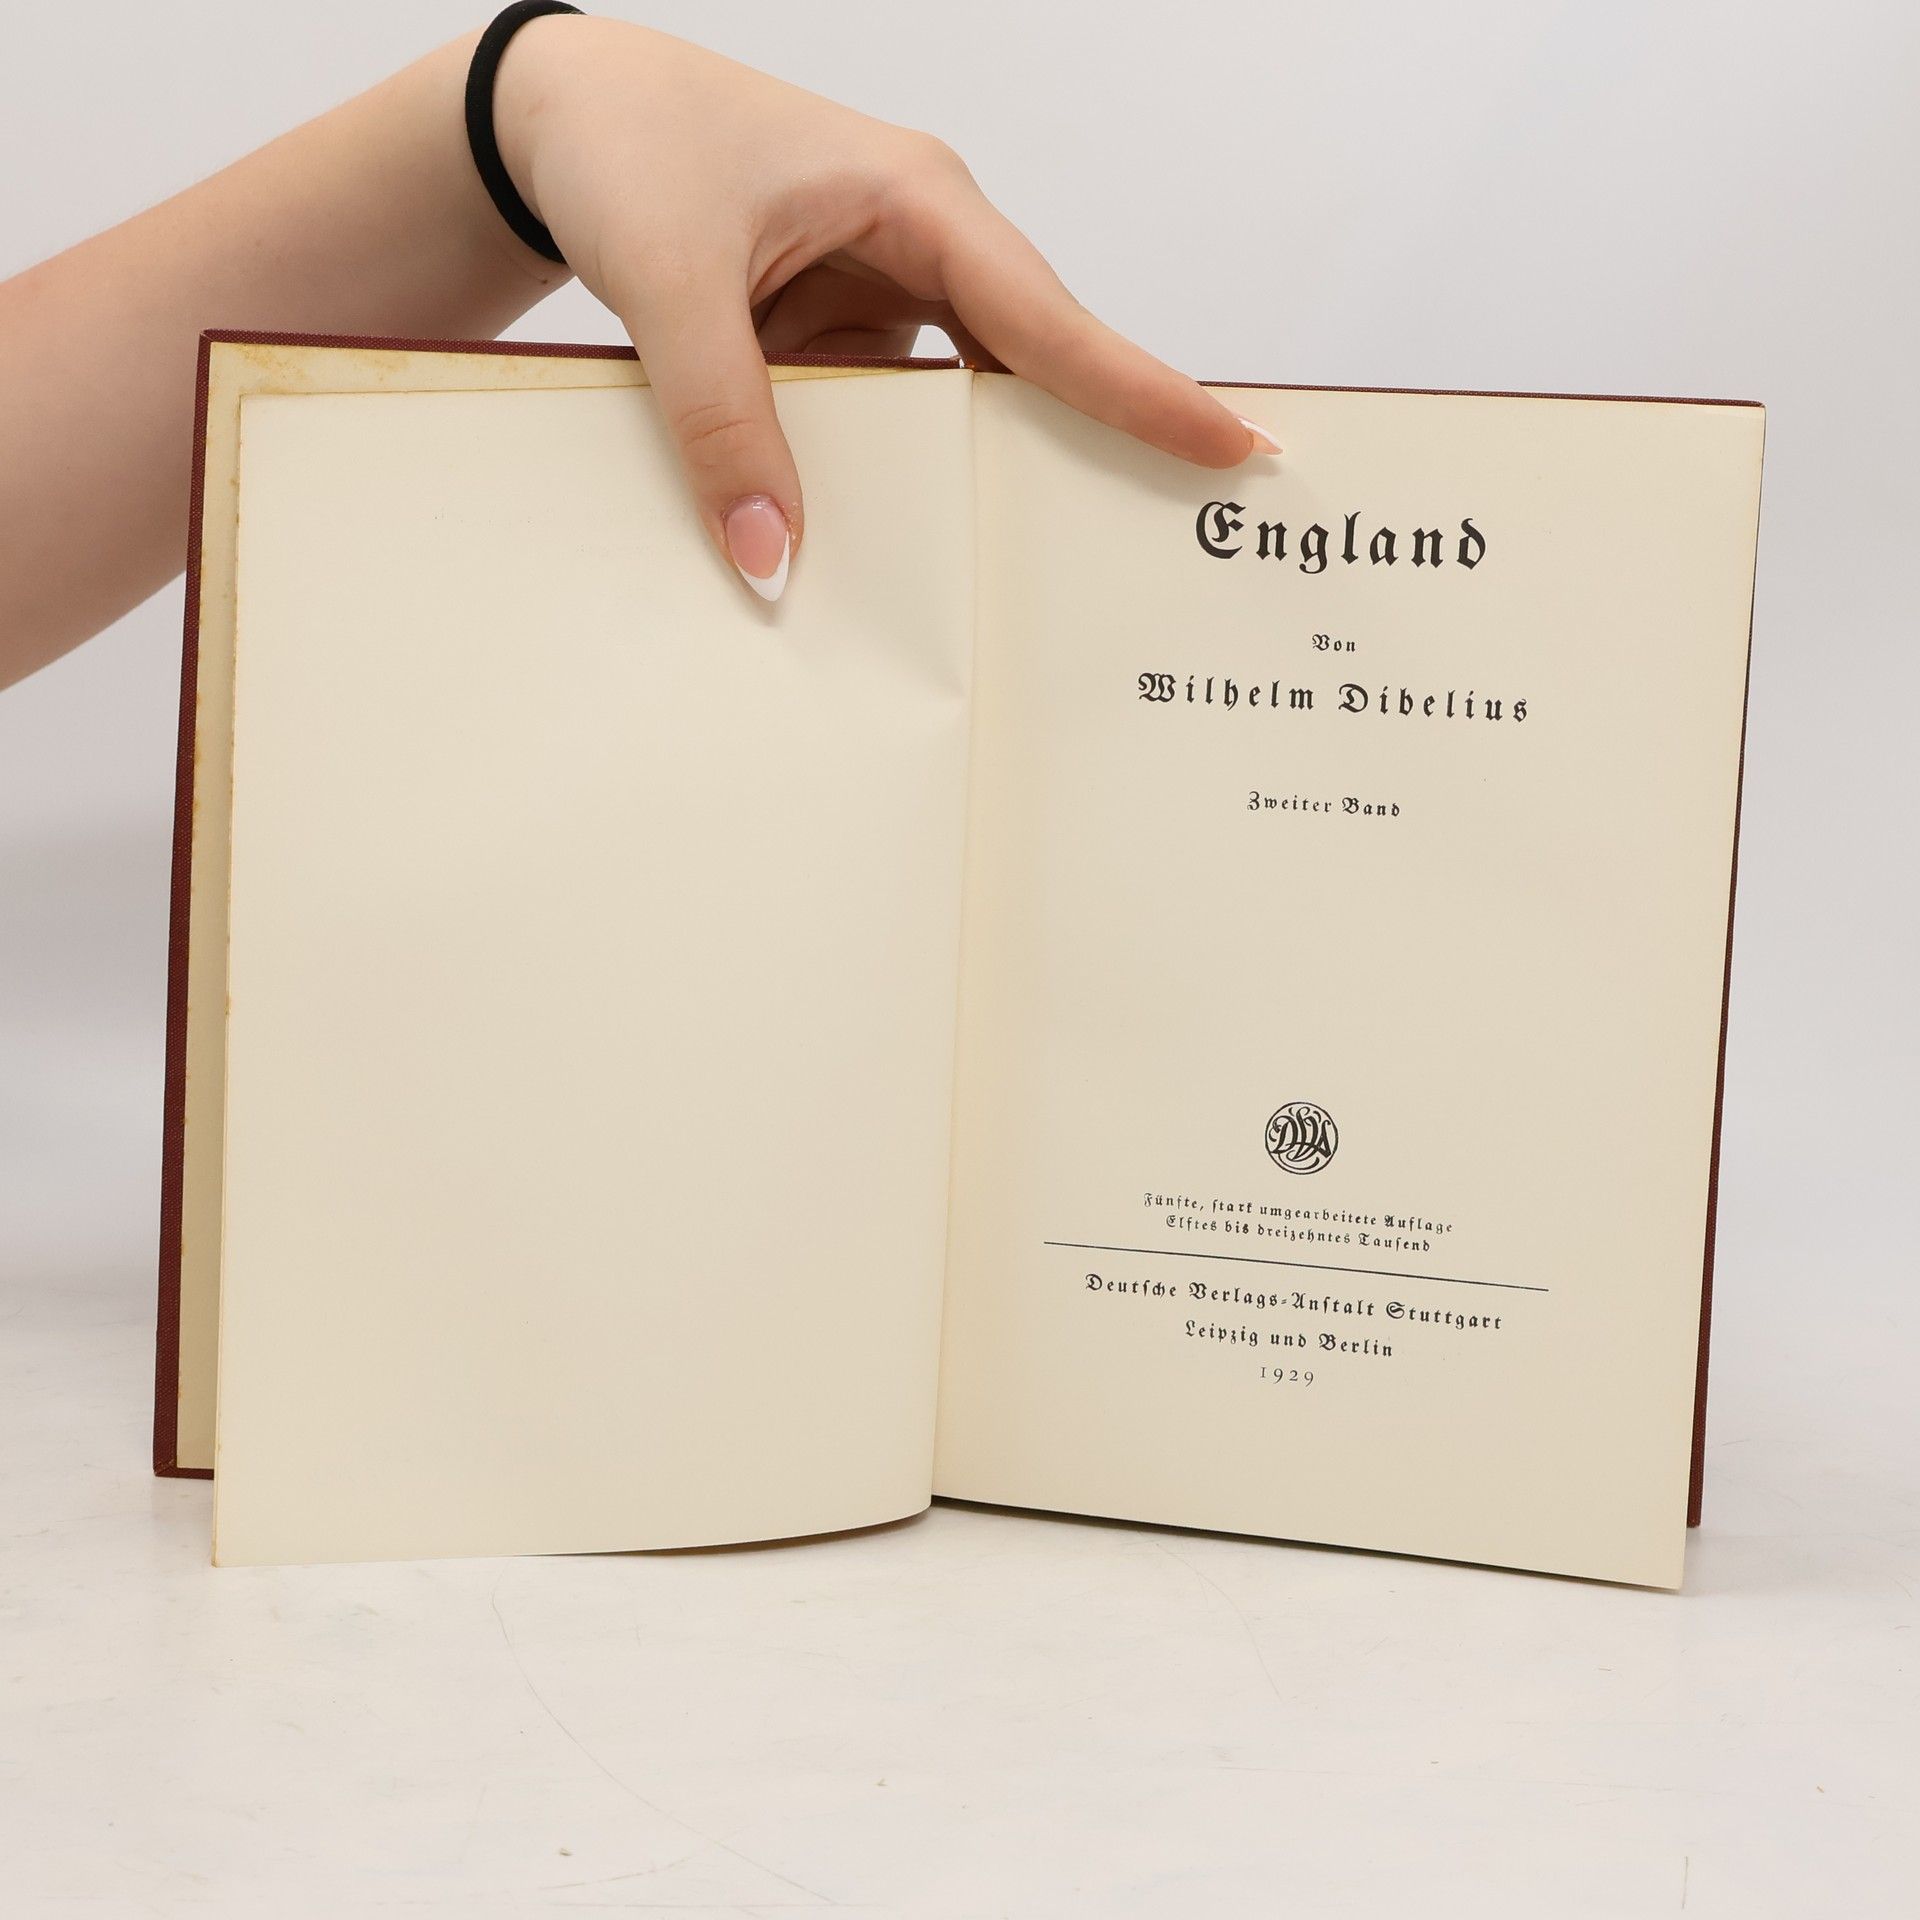 England
Von
Wilhelm Dibelius
Zweiter Band
DVA
Fünfte, ſtark umgearbeitete Auflage
Elftes bis dreizehntes Tauſend
Deutſche Verlags-Anſtalt Stuttgart
Leipzig und Berlin
1929